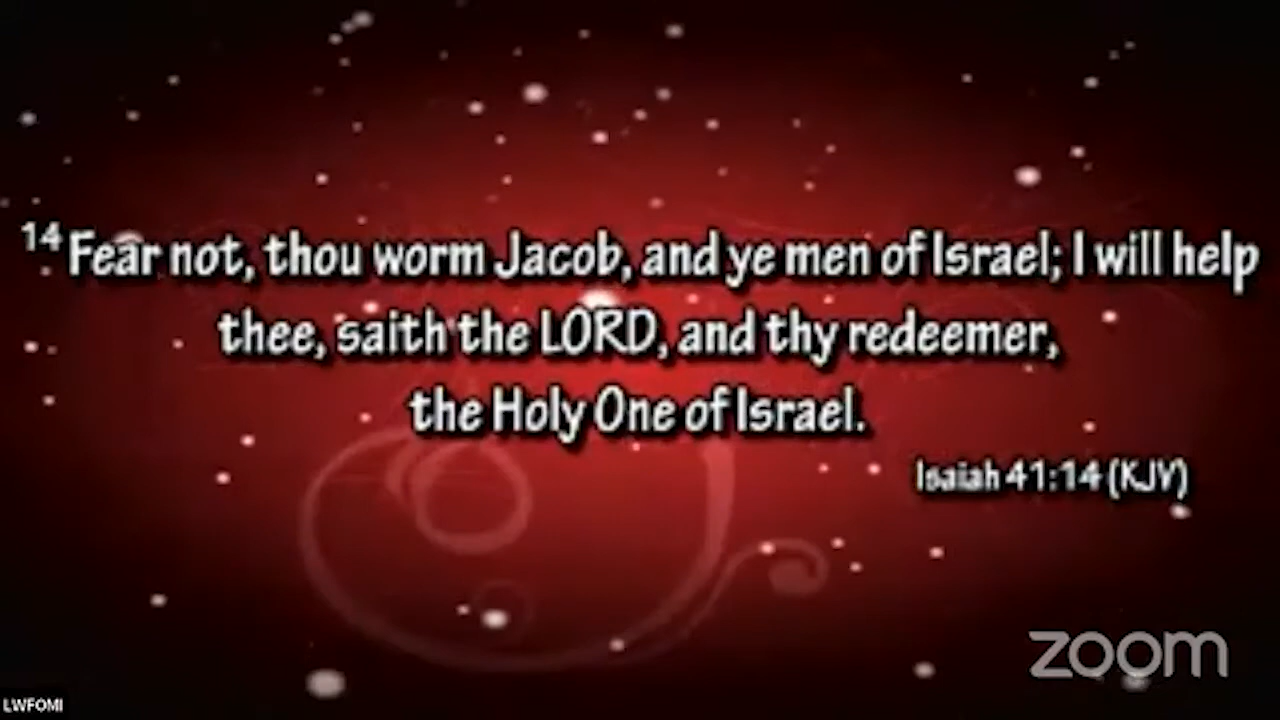 14 Fear not, thou worm Jacob, and ye men of Israel; I will help
thee, saith the LORD, and thy redeemer,
the Holy One of Israel.
Isaiah 41:14 (KJV)
zoom
LWFOMI